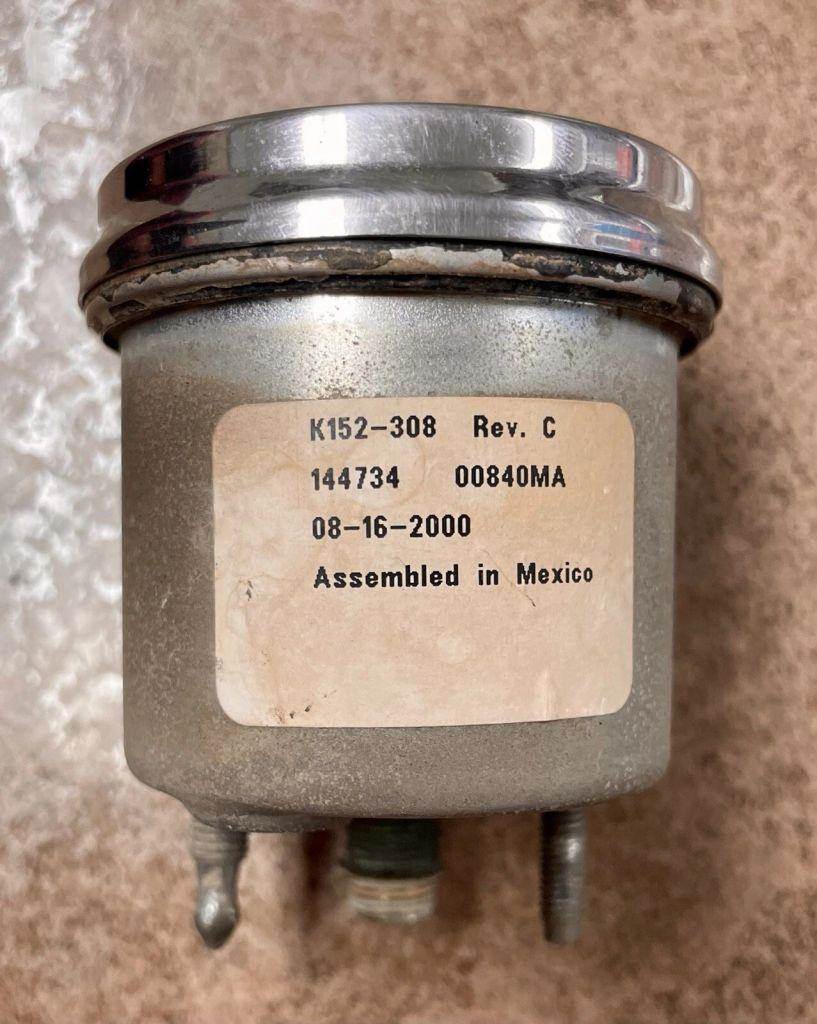 K152-308 Rev. C
144734 00840MA
08-16-2000
Assembled in Mexico